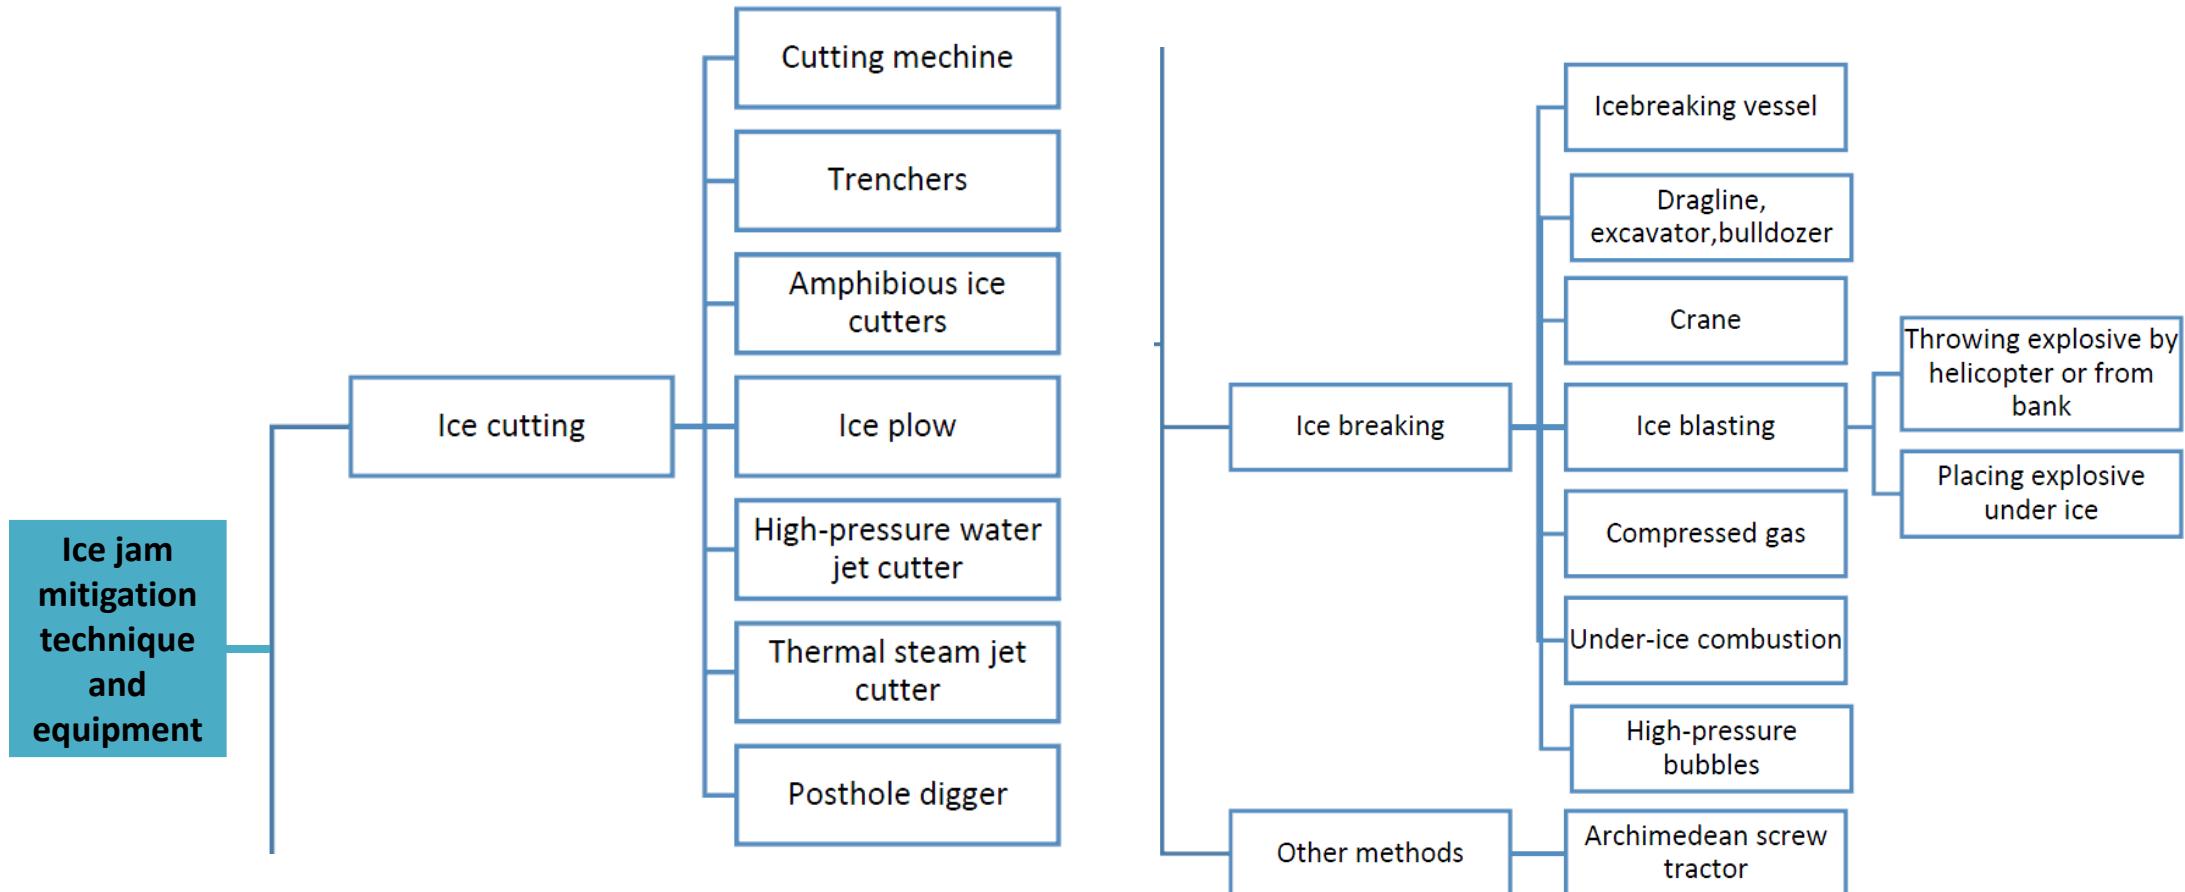 Ice jam
mitigation
technique
and
equipment
Ice cutting
Cutting mechine
Trenchers
Amphibious ice
cutters
Ice plow
High-pressure water
jet cutter
Thermal steam jet
cutter
Posthole digger
Ice breaking
Icebreaking vessel
Dragline,
excavator,bulldozer
Crane
Ice blasting
Throwing explosive by
helicopter or from
bank
Placing explosive
under ice
Compressed gas
Under-ice combustion
High-pressure
bubbles
Other methods
Archimedean screw
tractor